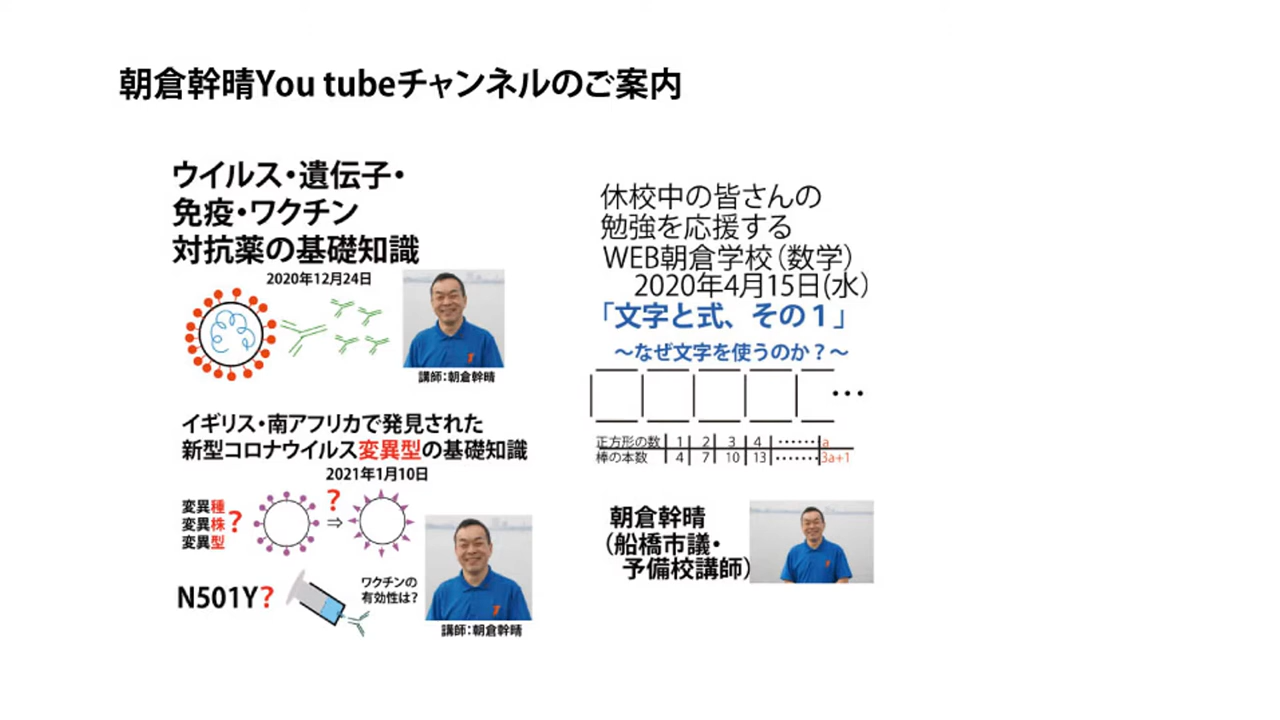 朝倉幹晴You tubeチャンネルのご案内
ウイルス・遺伝子・
免疫・ワクチン
対抗薬の基礎知識
2020年12月24日
講師：朝倉幹晴
イギリス・南アフリカで発見された
新型コロナウイルス変異型の基礎知識
2021年1月10日
変異種
変異株?
変異型
?
⇒
N501Y?
ワクチンの
有効性は?
講師：朝倉幹晴
休校中の皆さんの
勉強を応援する
WEB朝倉学校（数学）
2020年4月15日(水）
「文字と式、その１」
～なぜ文字を使うのか？～
・・・
正方形の数 1 2 3 4 ・・・・・・ a
棒の本数 4 7 10 13 ・・・・・・・ 3a+1
朝倉幹晴
（船橋市議・
予備校講師）